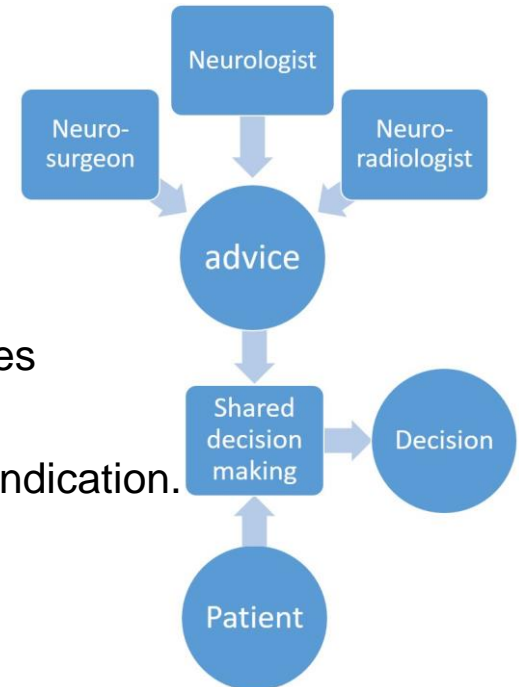 Neurologist
Neuro-
surgeon
Neuro-
radiologist
advice
es
Shared
decision
making
Decision
ndication.
Patient